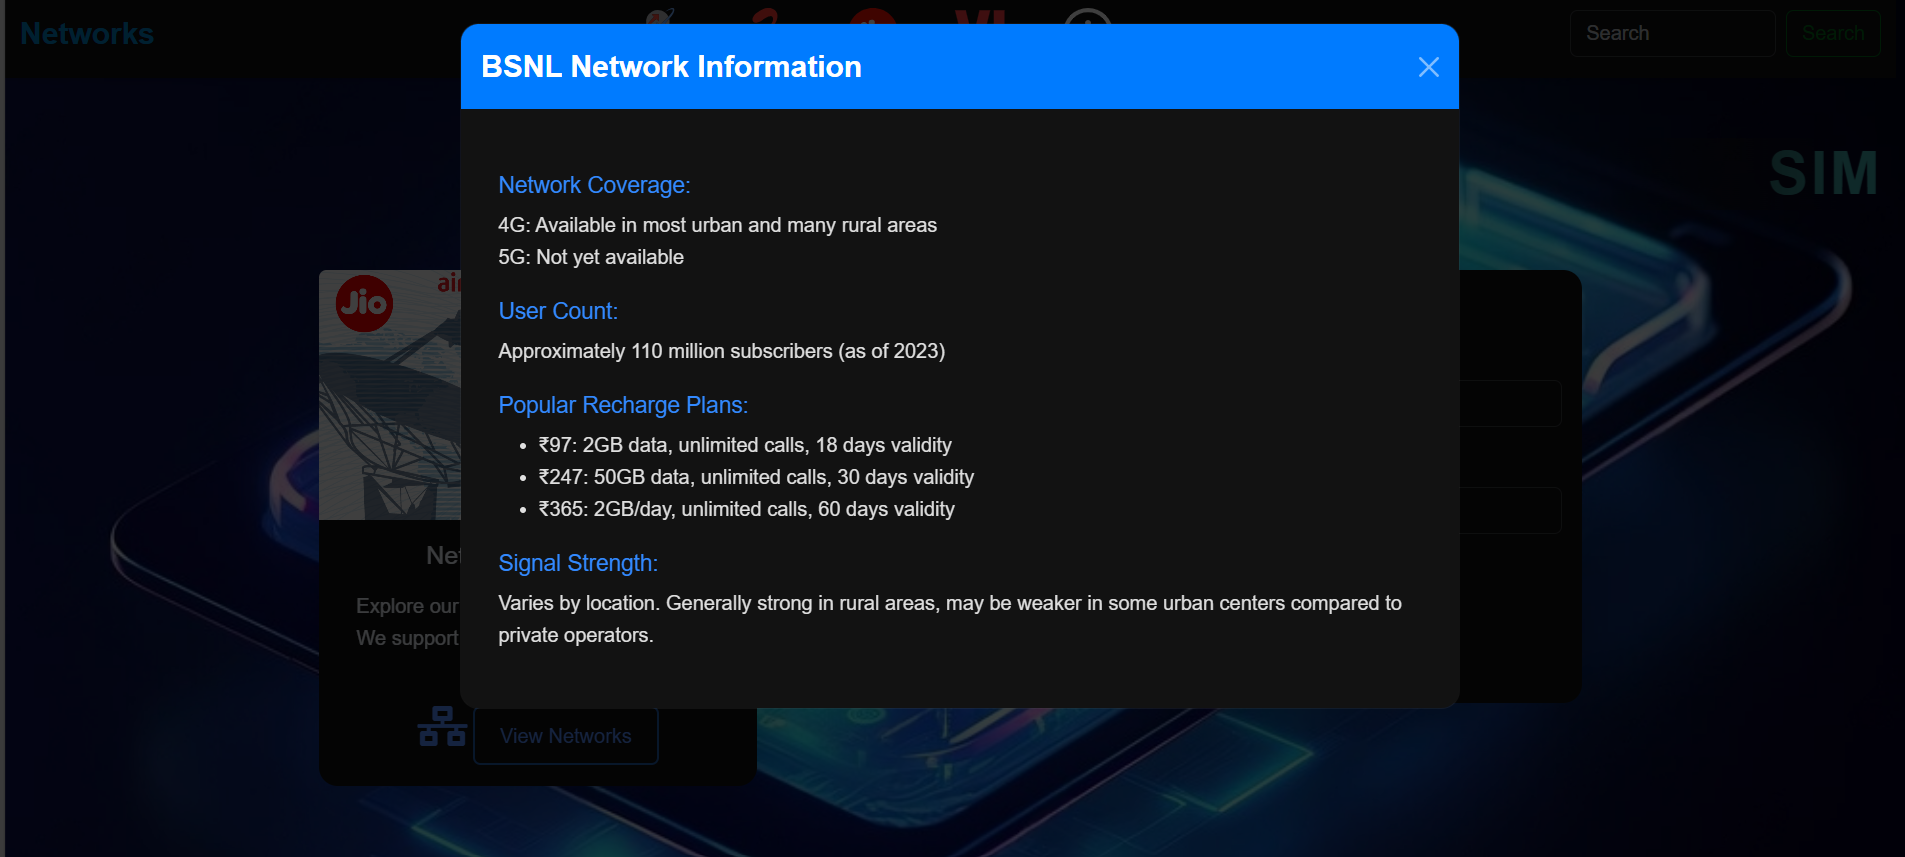 Networks
Search
Search
BSNL Network Information
SIM
Network Coverage:
4G: Available in most urban and many rural areas
5G: Not yet available
Jio
User Count:
Approximately 110 million subscribers (as of 2023)
Popular Recharge Plans:
• ₹97: 2GB data, unlimited calls, 18 days validity
• ₹247: 50GB data, unlimited calls, 30 days validity
• ₹365: 2GB/day, unlimited calls, 60 days validity
Signal Strength:
Varies by location. Generally strong in rural areas, may be weaker in some urban centers compared to
private operators.
Explore our
We support
View Networks